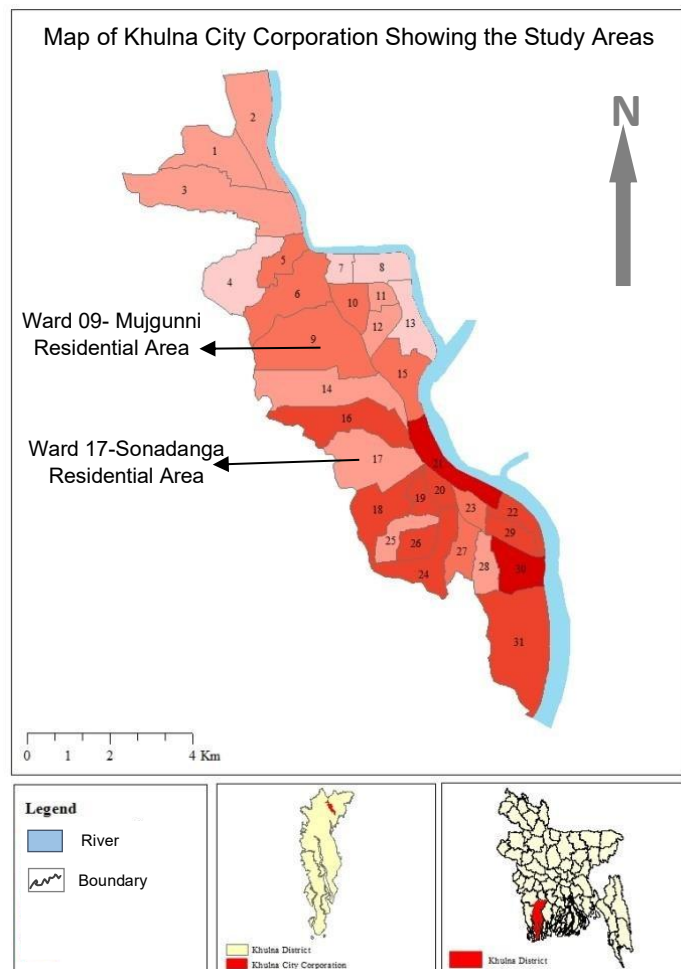 Map of Khulna City Corporation Showing the Study Areas
N
2
1
3
4
5
7
8
6
10
11
12
13
Ward 09- Mujgunni
Residential Area
9
15
14
16
Ward 17-Sonadanga
Residential Area
17
21
18
19
20
23
22
29
25
26
27
28
30
24
31
0 1 2 4 Km
Legend
River
Boundary
Khulna District
Khulna City Corporation
Khulna District